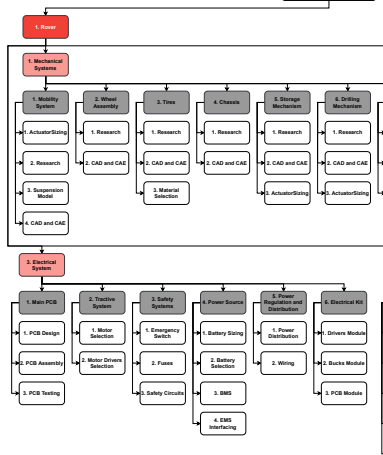 1. Rover
1. Mechanical
Systems
1. Mobility
System
2. Wheel
Assembly
3. Tires
4. Chassis
5. Storage
Mechanism
6. Drilling
Mechanism
1. ActuatorSizing
1. Research
1. Research
1. Research
1. Research
1. Research
2. Research
2. CAD and CAE
2. CAD and CAE
2. CAD and CAE
2. CAD and CAE
2. CAD and CAE
3. Suspension
Model
3. Material
Selection
3. ActuatorSizing
3. ActuatorSizing
4. CAD and CAE
3. Electrical
System
1. Main PCB
2. Tractive
System
3. Safety
Systems
4. Power Source
5. Power
Regulation and
Distribution
6. Electrical Kit
1. PCB Design
1. Motor
Selection
1. Emergency
Switch
1. Battery Sizing
1. Power
Distribution
1. Drivers Module
2. PCB Assembly
2. Motor Drivers
Selection
2. Fuses
2. Battery
Selection
2. Wiring
2. Bucks Module
3. PCB Testing
3. Safety Circuits
3. BMS
3. PCB Module
4. EMS
Interfacing